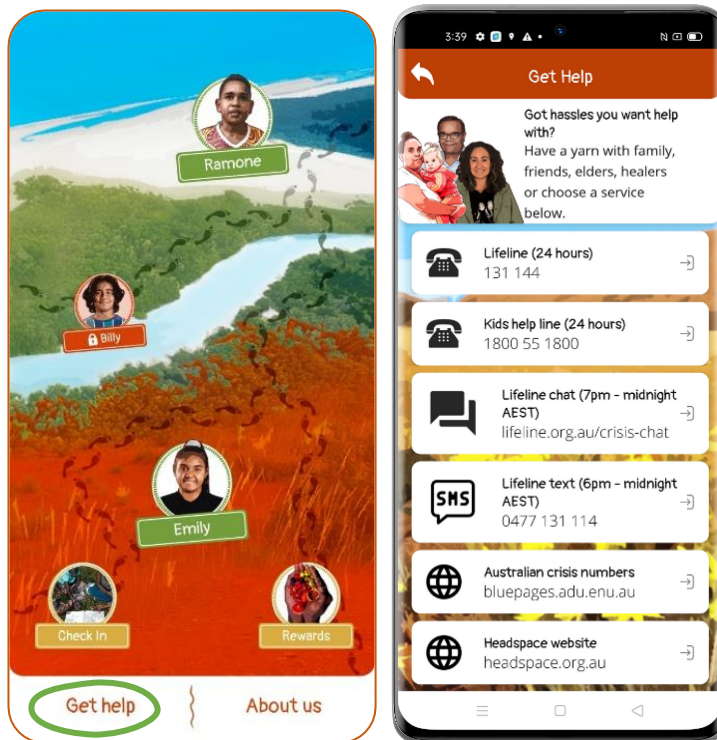 Ramone
Billy
Emily
Check In
Rewards
Get help
About us
3:39
Get Help
Got hassles you want help
with?
Have a yarn with family,
friends, elders, healers
or choose a service
below.
Lifeline (24 hours)
131 144
Kids help line (24 hours)
1800 55 1800
Lifeline chat (7pm - midnight
AEST)
lifeline.org.au/crisis-chat
SMS
Lifeline text (6pm - midnight
AEST)
0477 131 114
Australian crisis numbers
bluepages.adu.enu.au
Headspace website
headspace.org.au